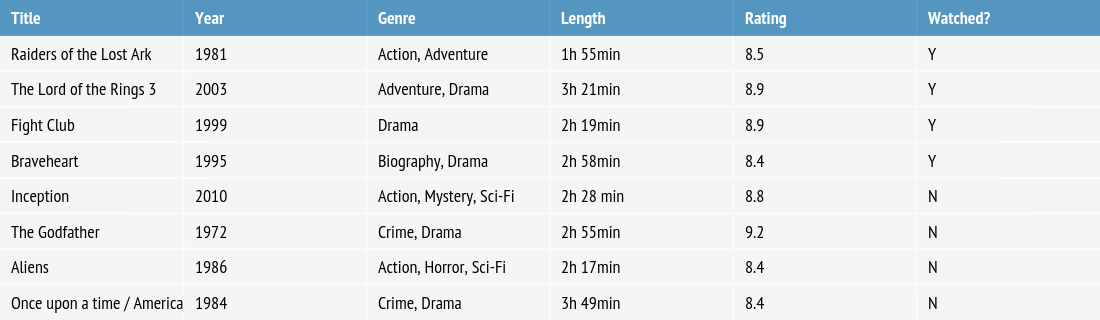 Title Year Genre Length Rating Watched?
Raiders of the Lost Ark 1981 Action, Adventure 1h 55min 8.5 Y
The Lord of the Rings 3 2003 Adventure, Drama 3h 21min 8.9 Y
Fight Club 1999 Drama 2h 19min 8.9 Y
Braveheart 1995 Biography, Drama 2h 58min 8.4 Y
Inception 2010 Action, Mystery, Sci-Fi 2h 28 min 8.8 N
The Godfather 1972 Crime, Drama 2h 55min 9.2 N
Aliens 1986 Action, Horror, Sci-Fi 2h 17min 8.4 N
Once upon a time / America 1984 Crime, Drama 3h 49min 8.4 N